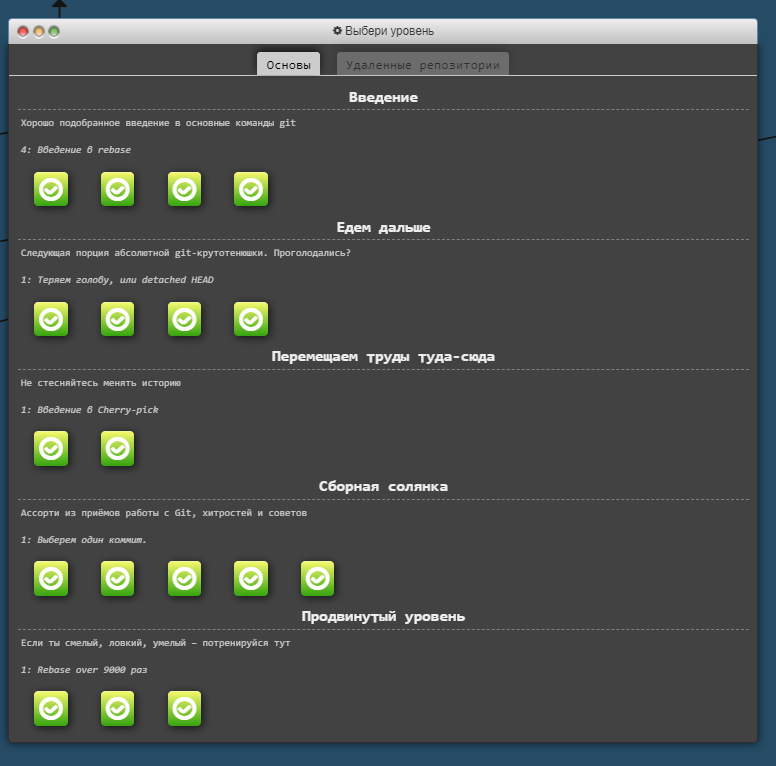 Выбери уровень
Основы
Удаленные репозитории
Введение
Хорошо подобранное введение в основные команды git
4: Введение в rebase
Едем дальше
Следующая порция абсолютной git-крутотенюшки. Проголодались?
1: Теряем голову, или detached HEAD
Перемещаем труды туда-сюда
Не стесняйтесь менять историю
1: Введение в Cherry-pick
Сборная солянка
Ассорти из приёмов работы с Git, хитростей и советов
1: Выберем один коммит.
Продвинутый уровень
Если ты смелый, ловкий, умелый – потренируйся тут
1: Rebase over 9000 раз